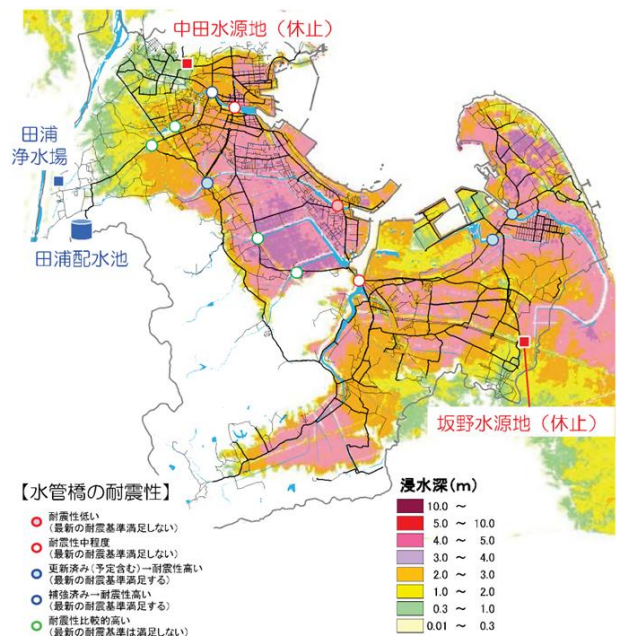 中田水源地（休止）
田浦
浄水場
田浦配水池
坂野水源地（休止）
【水管橋の耐震性】
耐震性低い
（最新の耐震基準満足しない）
耐震性中程度
（最新の耐震基準満足しない）
更新済み（予定含む）→耐震性高い
（最新の耐震基準満足する）
補強済み→耐震性高い
（最新の耐震基準満足する）
耐震性比較的高い
（最新の耐震基準は満足しない）
浸水深(m)
10.0 ～
5.0 ～ 10.0
4.0 ～ 5.0
3.0 ～ 4.0
2.0 ～ 3.0
1.0 ～ 2.0
0.3 ～ 1.0
0.01 ～ 0.3